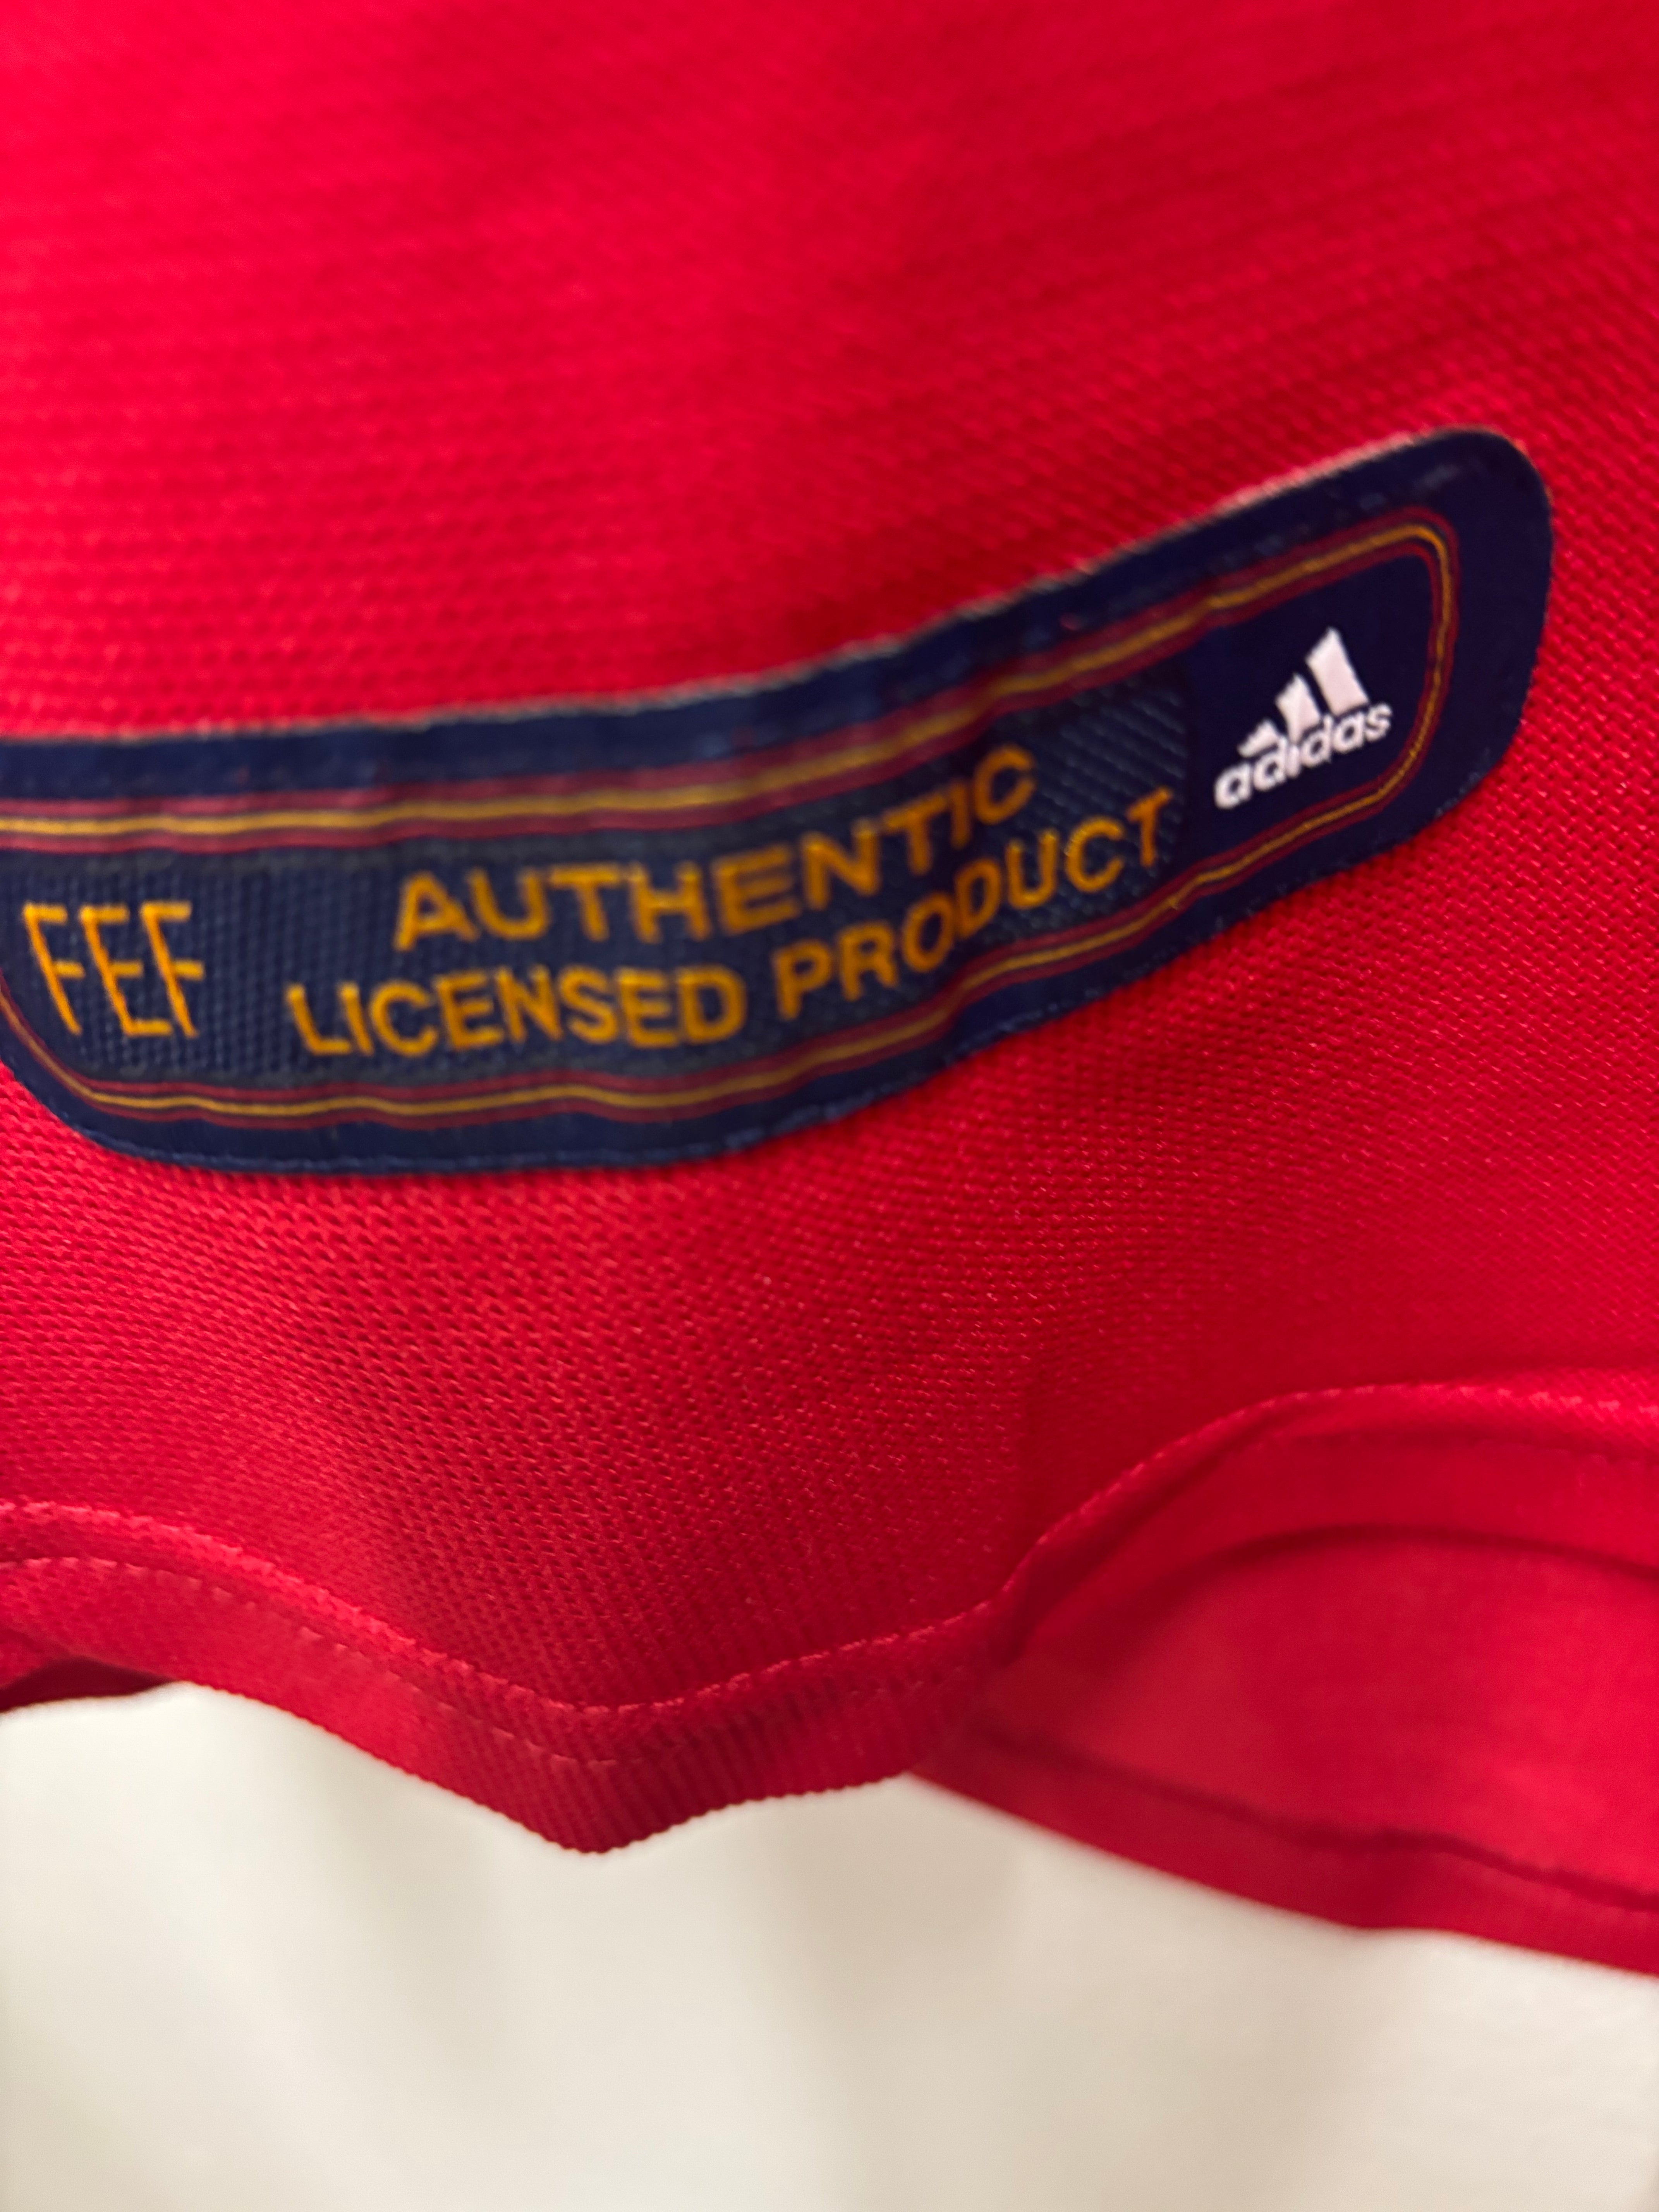 FEF
AUTHENTIC
LICENSED PRODUCT
adidas